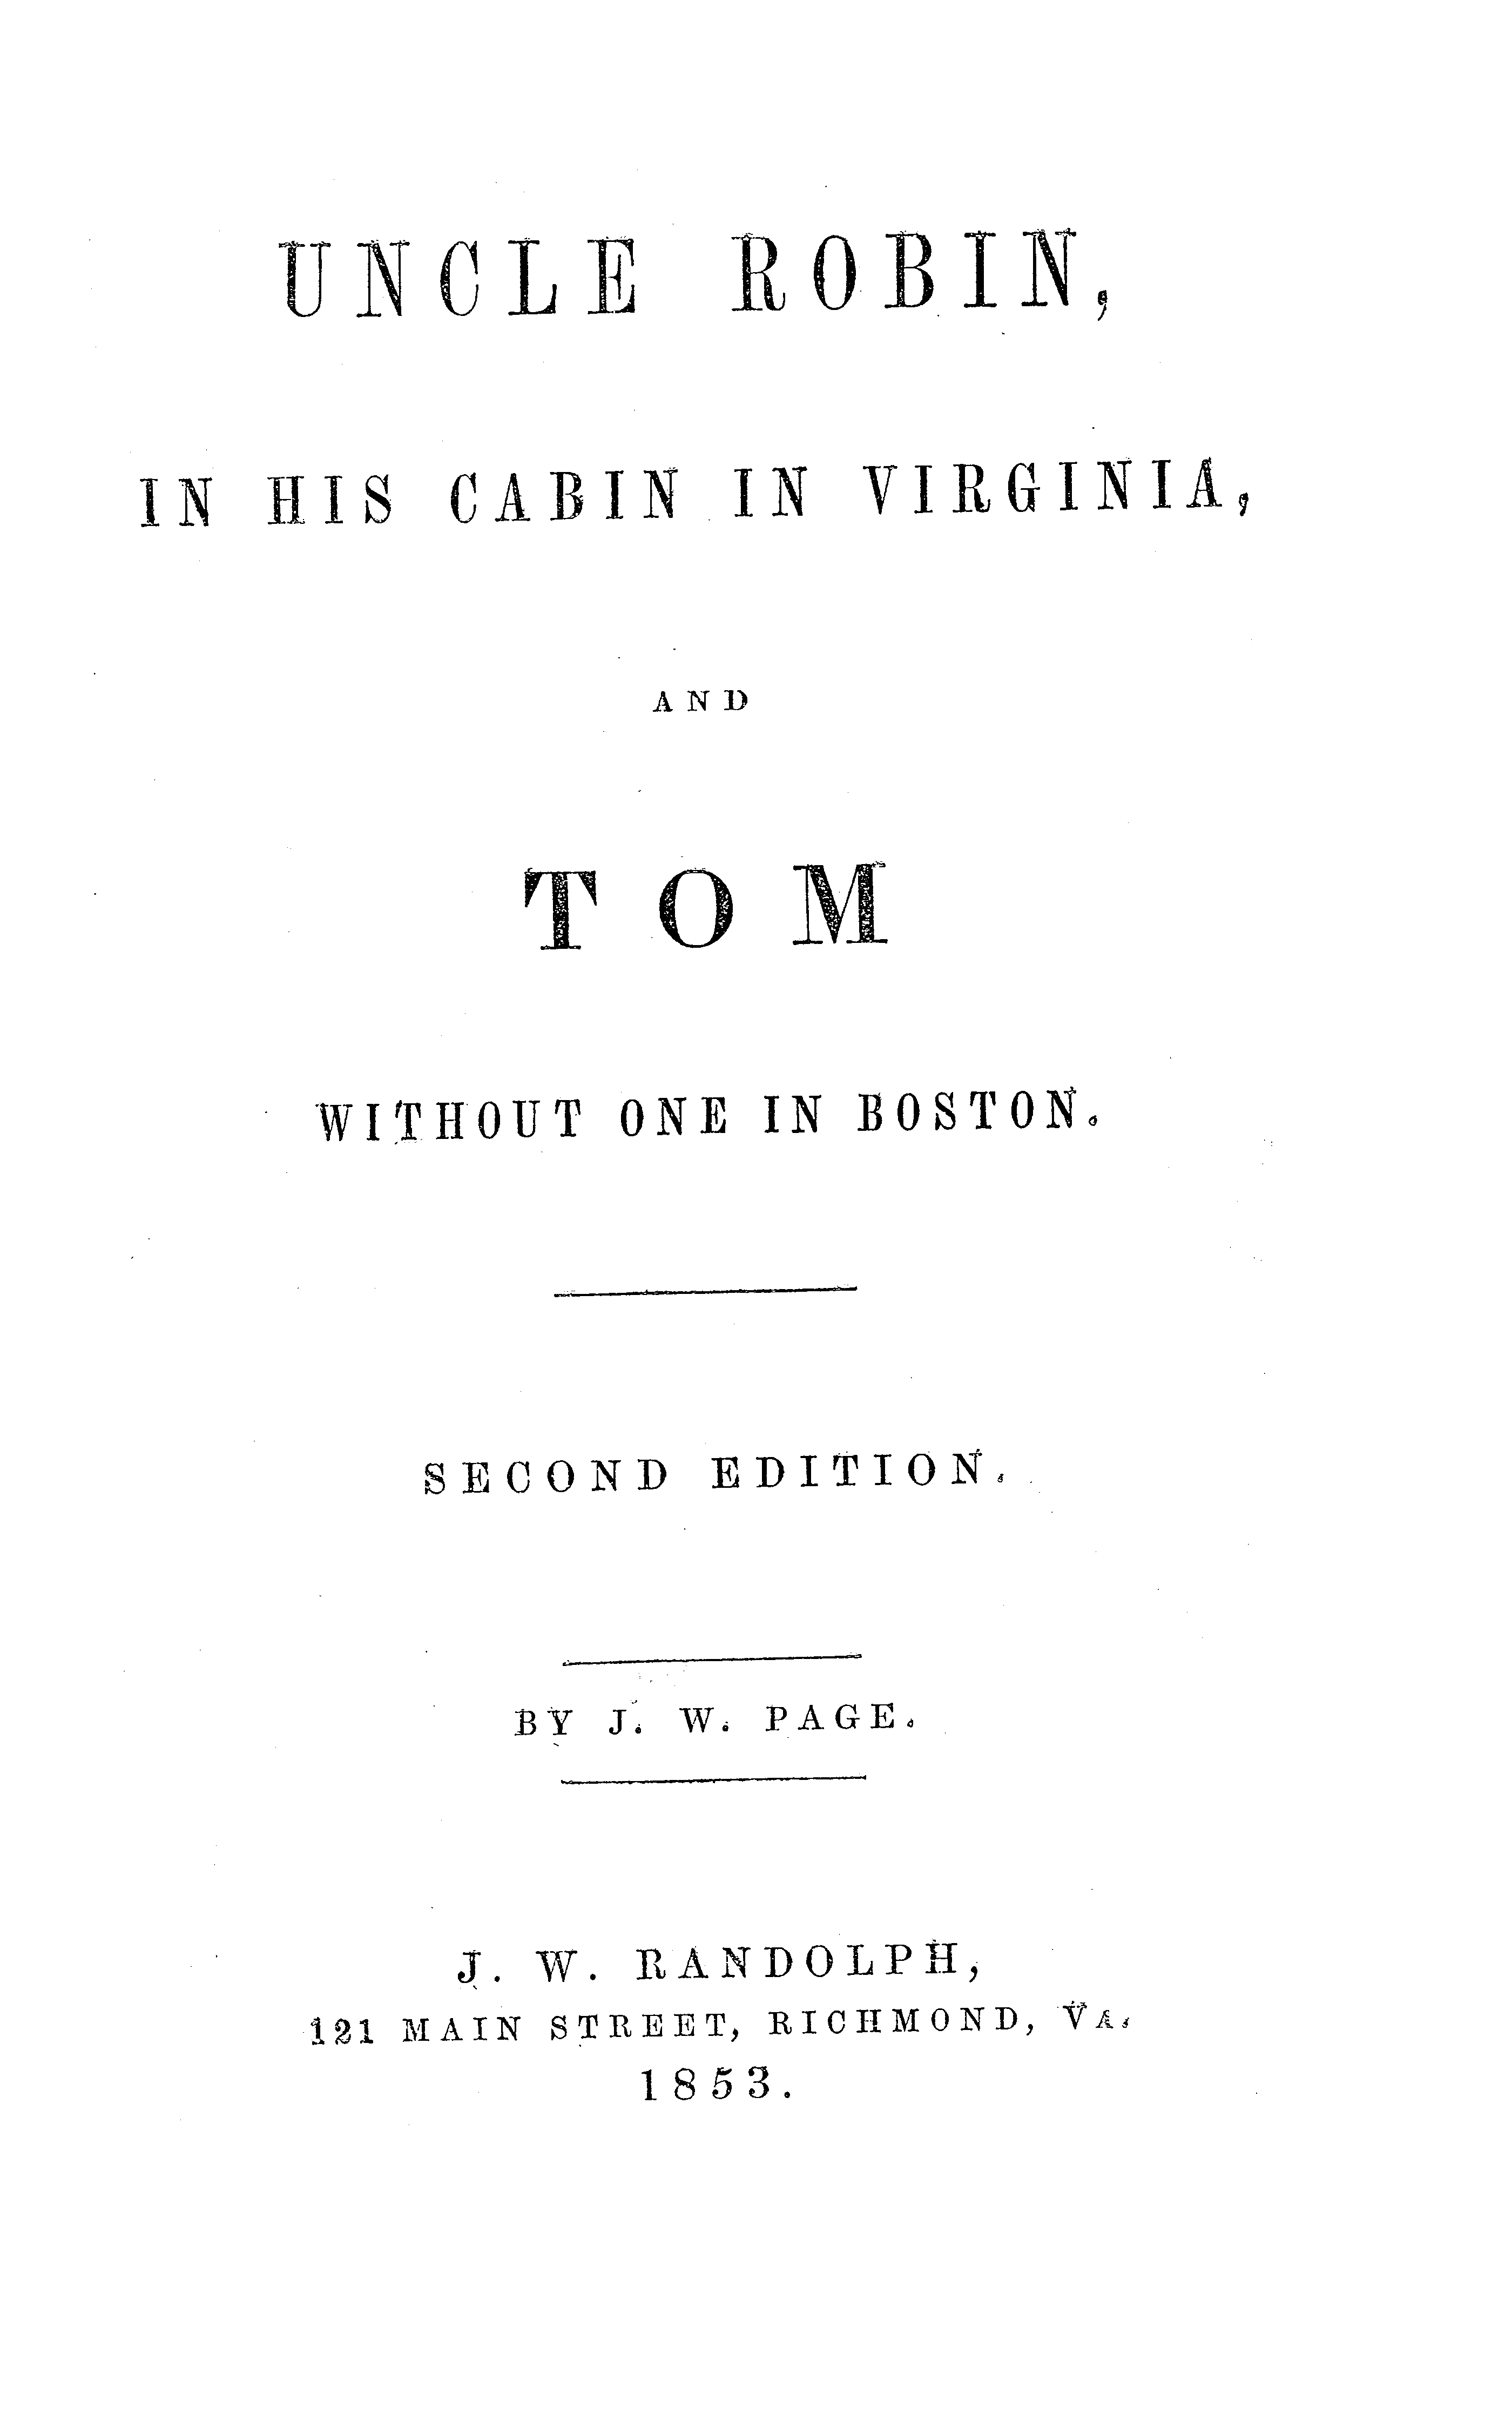 UNCLE ROBIN,
IN HIS CABIN IN VIRGINIA,
AND
TOM
WITHOUT ONE IN BOSTON.
SECOND EDITION.
BY J. W. PAGE.
J. W. RANDOLPH,
121 MAIN STREET, RICHMOND, VA.
1853.